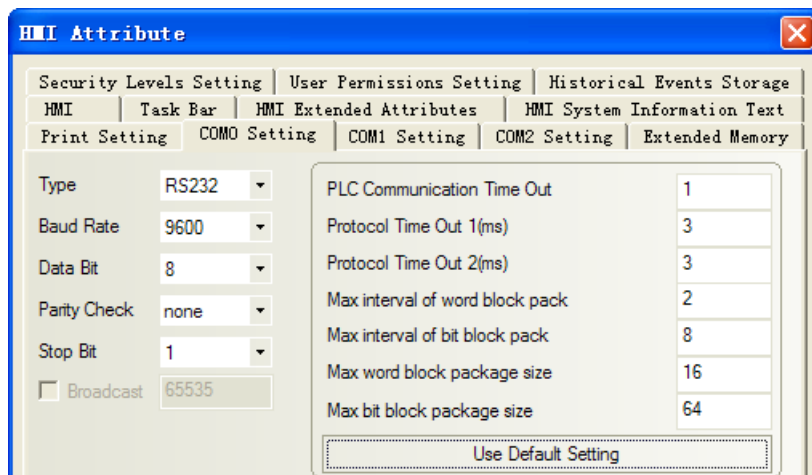 HMI Attribute
Security Levels Setting User Permissions Setting Historical Events Storage
HMI Task Bar HMI Extended Attributes HMI System Information Text
Print Setting COM0 Setting COM1 Setting COM2 Setting Extended Memory
Type RS232 PLC Communication Time Out 1
Baud Rate 9600 Protocol Time Out 1(ms) 3
Data Bit 8 Protocol Time Out 2(ms) 3
Parity Check none Max interval of word block pack 2
Stop Bit 1 Max interval of bit block pack 8
Broadcast 65535 Max word block package size 16
Max bit block package size 64
Use Default Setting